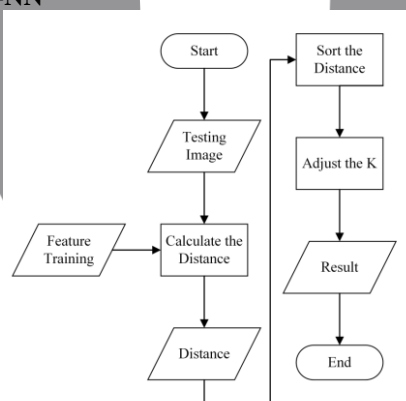 NN
Start
Testing
Image
Feature
Training
Calculate the
Distance
Distance
Sort the
Distance
Adjust the K
Result
End